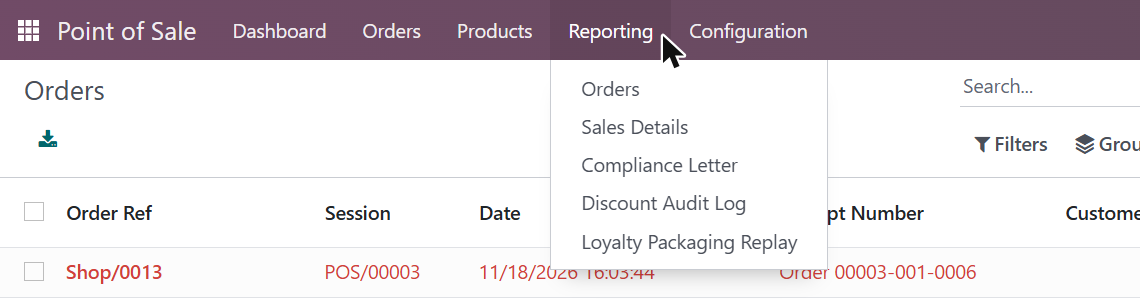 Point of Sale Dashboard Orders Products Reporting Configuration
Orders
Search...
Orders
Sales Details
Compliance Letter
Discount Audit Log
Loyalty Packaging Replay
Filters
Order Ref Session Date Number
Shop/0013 POS/00003 11/18/2026 16:03:44 Order 00003-001-0006